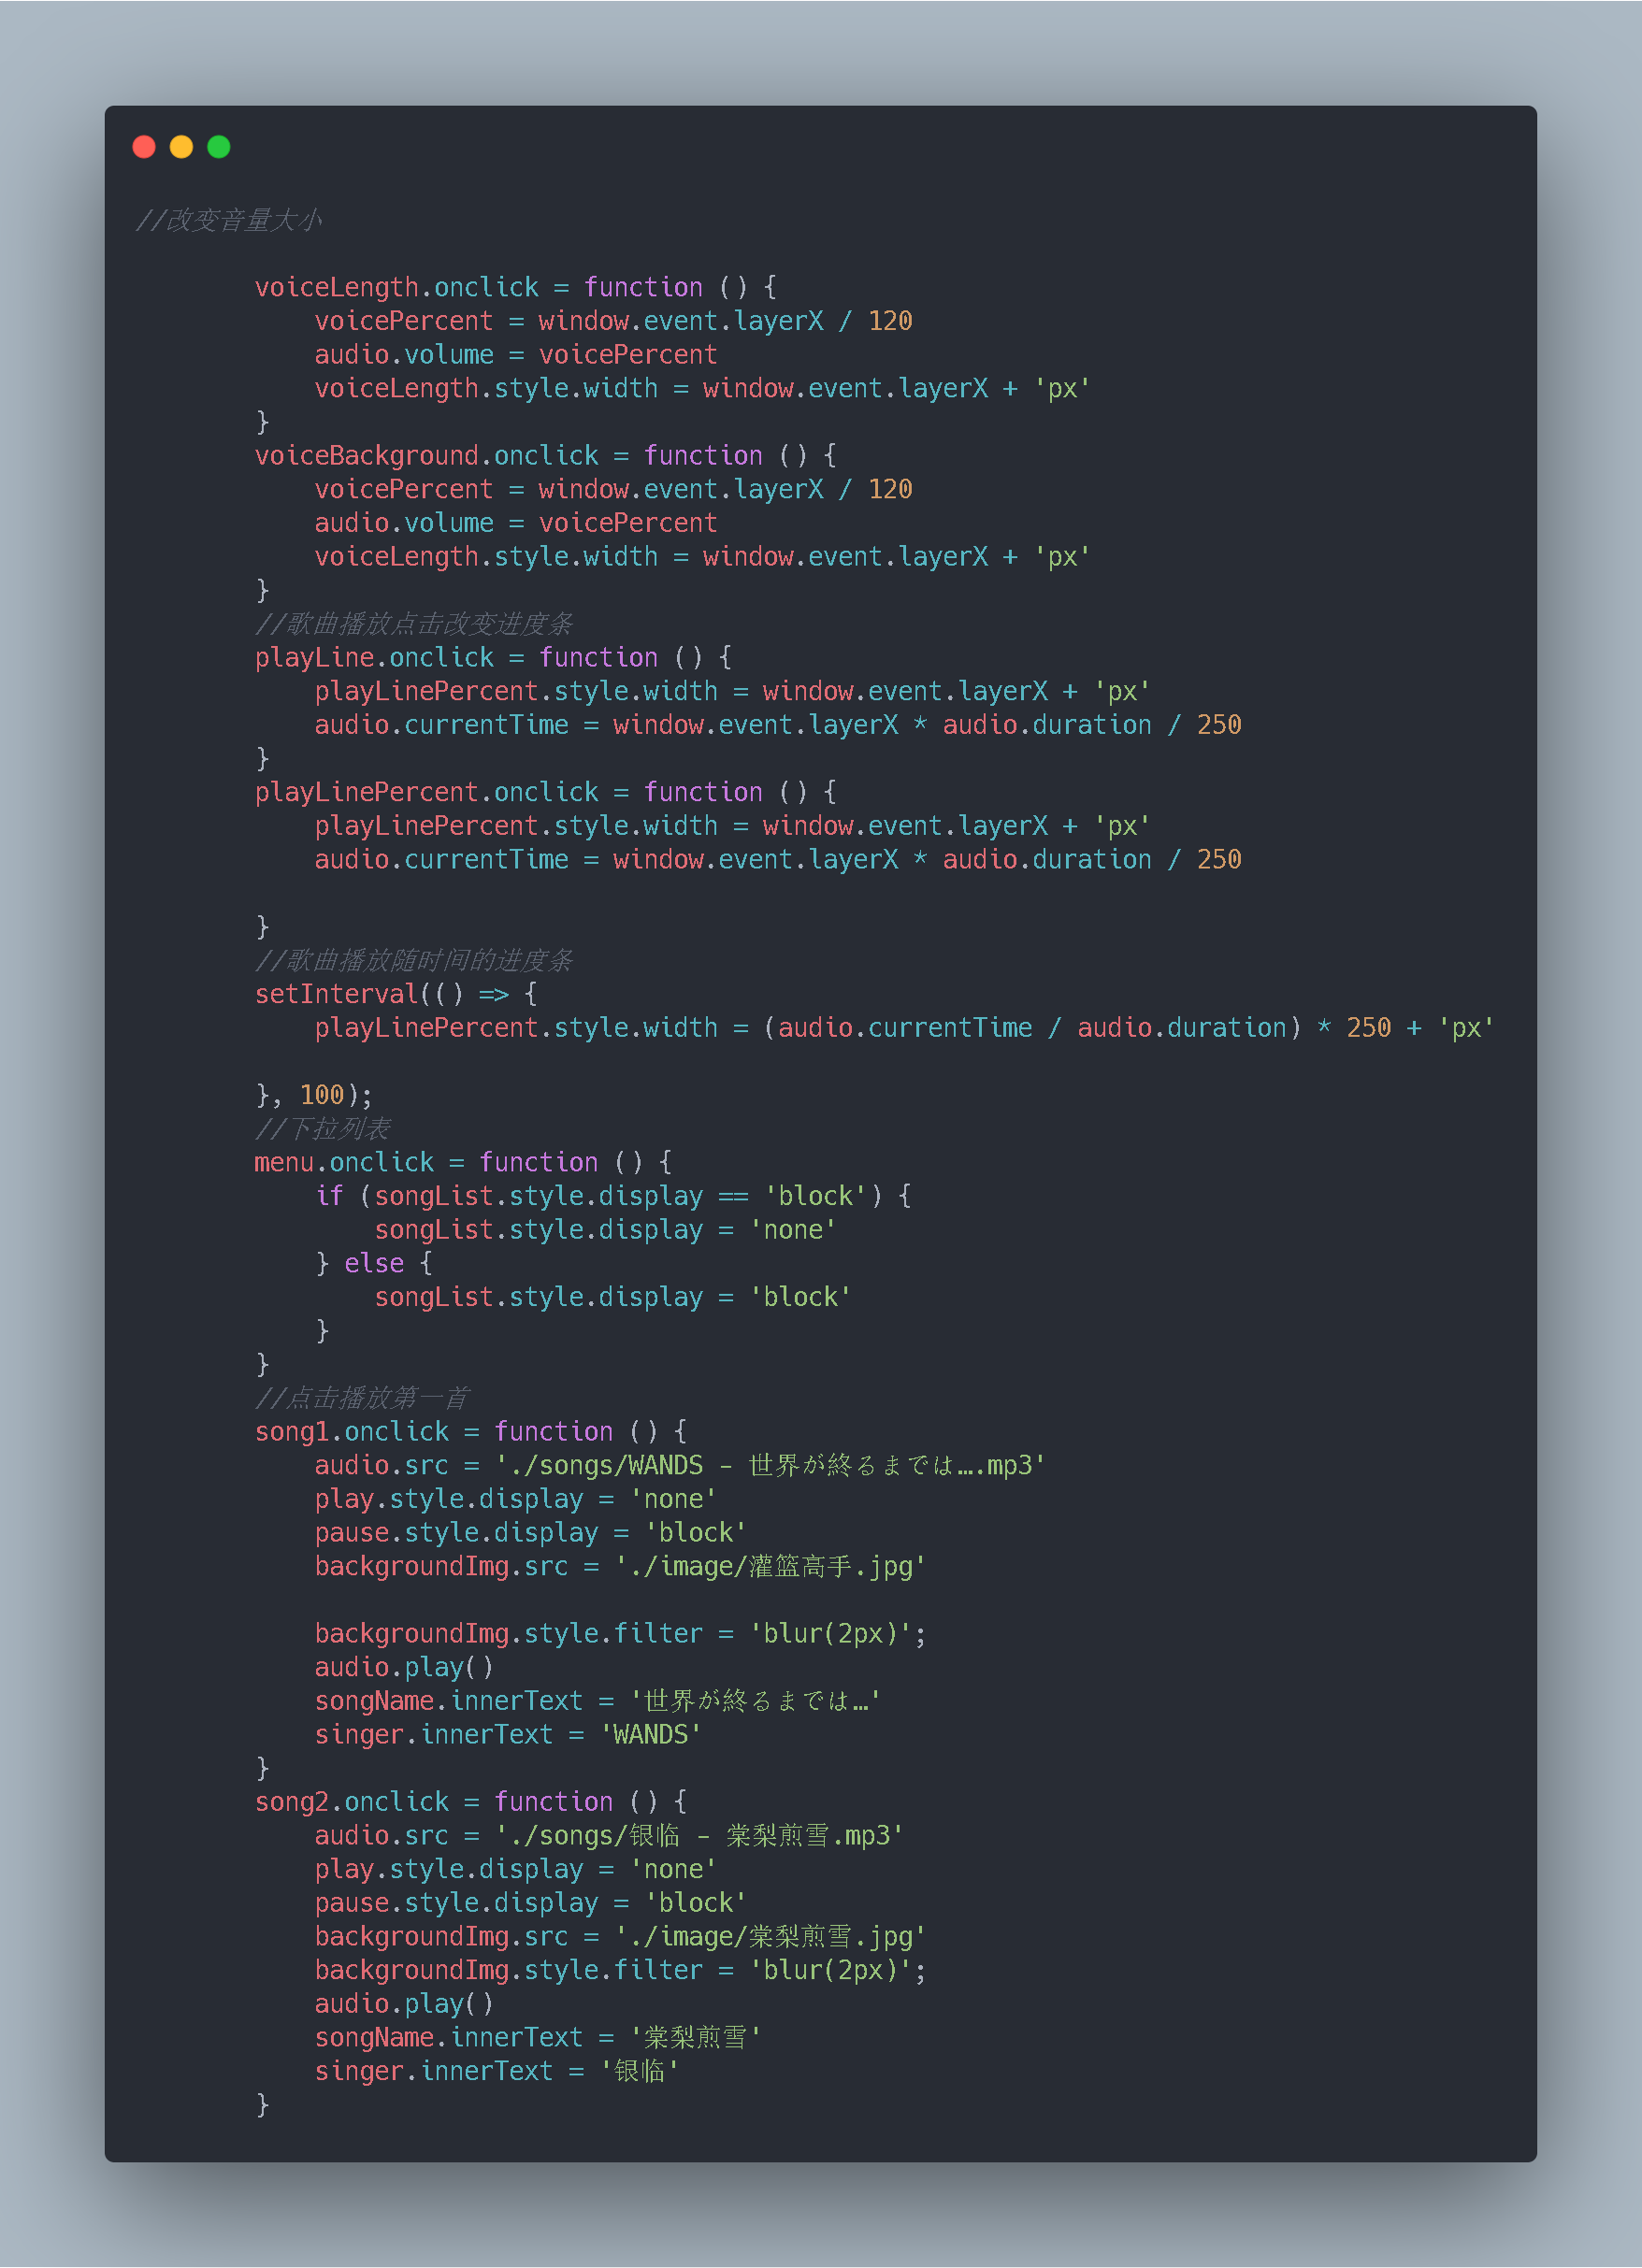 //改变音量大小
voiceLength.onclick = function () {
voicePercent = window.event.layerX / 120
audio.volume = voicePercent
voiceLength.style.width = window.event.layerX + 'px'
}
voiceBackground.onclick = function () {
voicePercent = window.event.layerX / 120
audio.volume = voicePercent
voiceLength.style.width = window.event.layerX + 'px'
}
//歌曲播放点击改变进度条
playLine.onclick = function () {
playLinePercent.style.width = window.event.layerX + 'px'
audio.currentTime = window.event.layerX * audio.duration / 250
}
playLinePercent.onclick = function () {
playLinePercent.style.width = window.event.layerX + 'px'
audio.currentTime = window.event.layerX * audio.duration / 250
}
//歌曲播放随时间的进度条
setInterval(() => {
playLinePercent.style.width = (audio.currentTime / audio.duration) * 250 + 'px'
}, 100);
//下拉列表
menu.onclick = function () {
if (songList.style.display == 'block') {
songList.style.display = 'none'
} else {
songList.style.display = 'block'
}
}
//点击播放第一首
song1.onclick = function () {
audio.src = './songs/WANDS - 世界が終るまでは….mp3'
play.style.display = 'none'
pause.style.display = 'block'
backgroundImg.src = './image/灌篮高手.jpg'
backgroundImg.style.filter = 'blur(2px)';
audio.play()
songName.innerText = '世界が終るまでは…'
singer.innerText = 'WANDS'
}
song2.onclick = function () {
audio.src = './songs/银临 - 棠梨煎雪.mp3'
play.style.display = 'none'
pause.style.display = 'block'
backgroundImg.src = './image/棠梨煎雪.jpg'
backgroundImg.style.filter = 'blur(2px)';
audio.play()
songName.innerText = '棠梨煎雪'
singer.innerText = '银临'
}